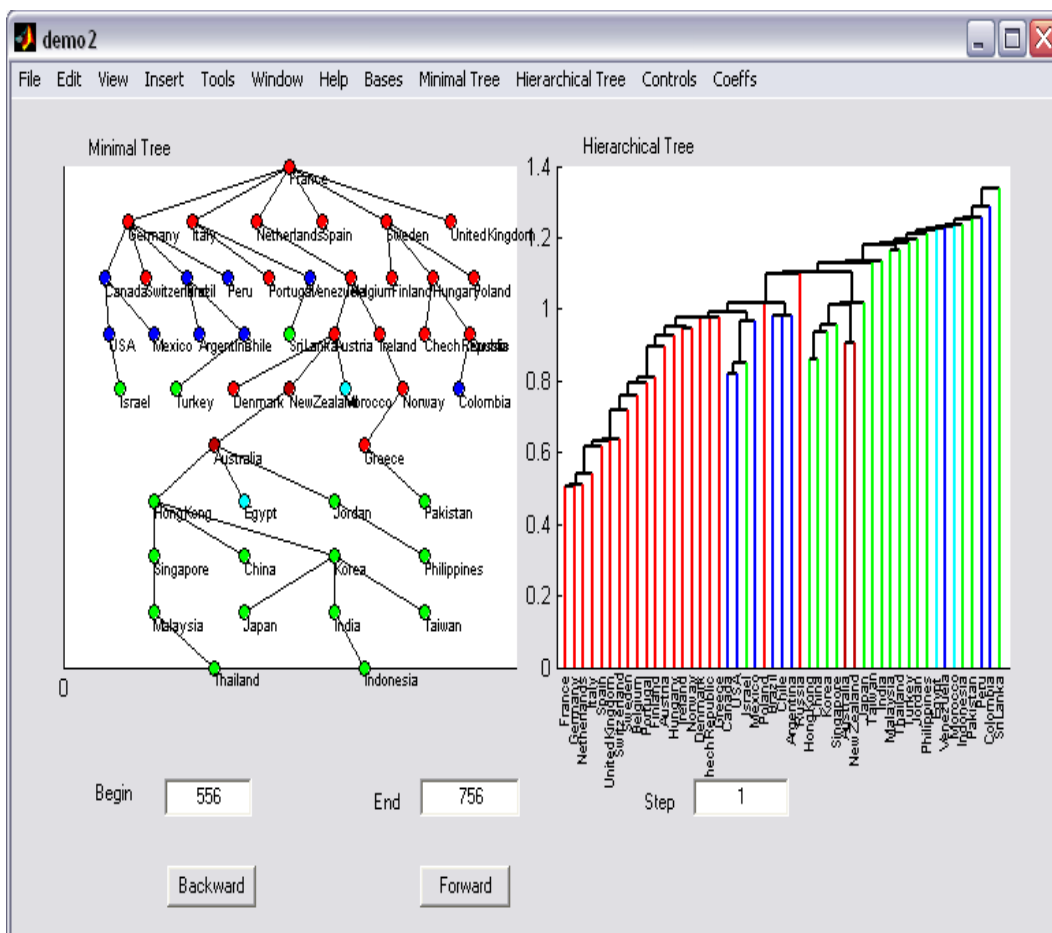 demo2
File Edit View Insert Tools Window Help Bases Minimal Tree Hierarchical Tree Controls Coeffs
Minimal Tree
France
Germany Italy Netherlands Spain Sweden United Kingdom
Canada Peru Portugal Venezuela Belgium Finland Hungary Poland
USA Mexico Argentina Chile Sri Lanka Austria Ireland Chech Republic
Israel Turkey Denmark New Zealand Morocco Norway Colombia
Australia Greece
Hong Kong Egypt Jordan Pakistan
Singapore China Korea Philippines
Malaysia Japan India Taiwan
Thailand Indonesia
0
Hierarchical Tree
1.4
1.2
1
0.8
0.6
0.4
0.2
0
France
Germany
Netherlands
Italy
Spain
United Kingdom
Switzerland
Sweden
Belgium
Portugal
Finland
Austria
Hungary
Ireland
Norway
Denmark
hech Republic
Greece
Canada
USA
Israel
Mexico
Poland
Brazil
Chile
Argentina
Russia
Hong Kong
China
Korea
Singapore
Australia
New Zealand
Japan
Taiwan
India
Malaysia
Thailand
Turkey
Jordan
Philippines
Egypt
Venezuela
Morocco
Indonesia
Pakistan
Peru
Colombia
Sri Lanka
Begin 556 End 756 Step 1
Backward Forward